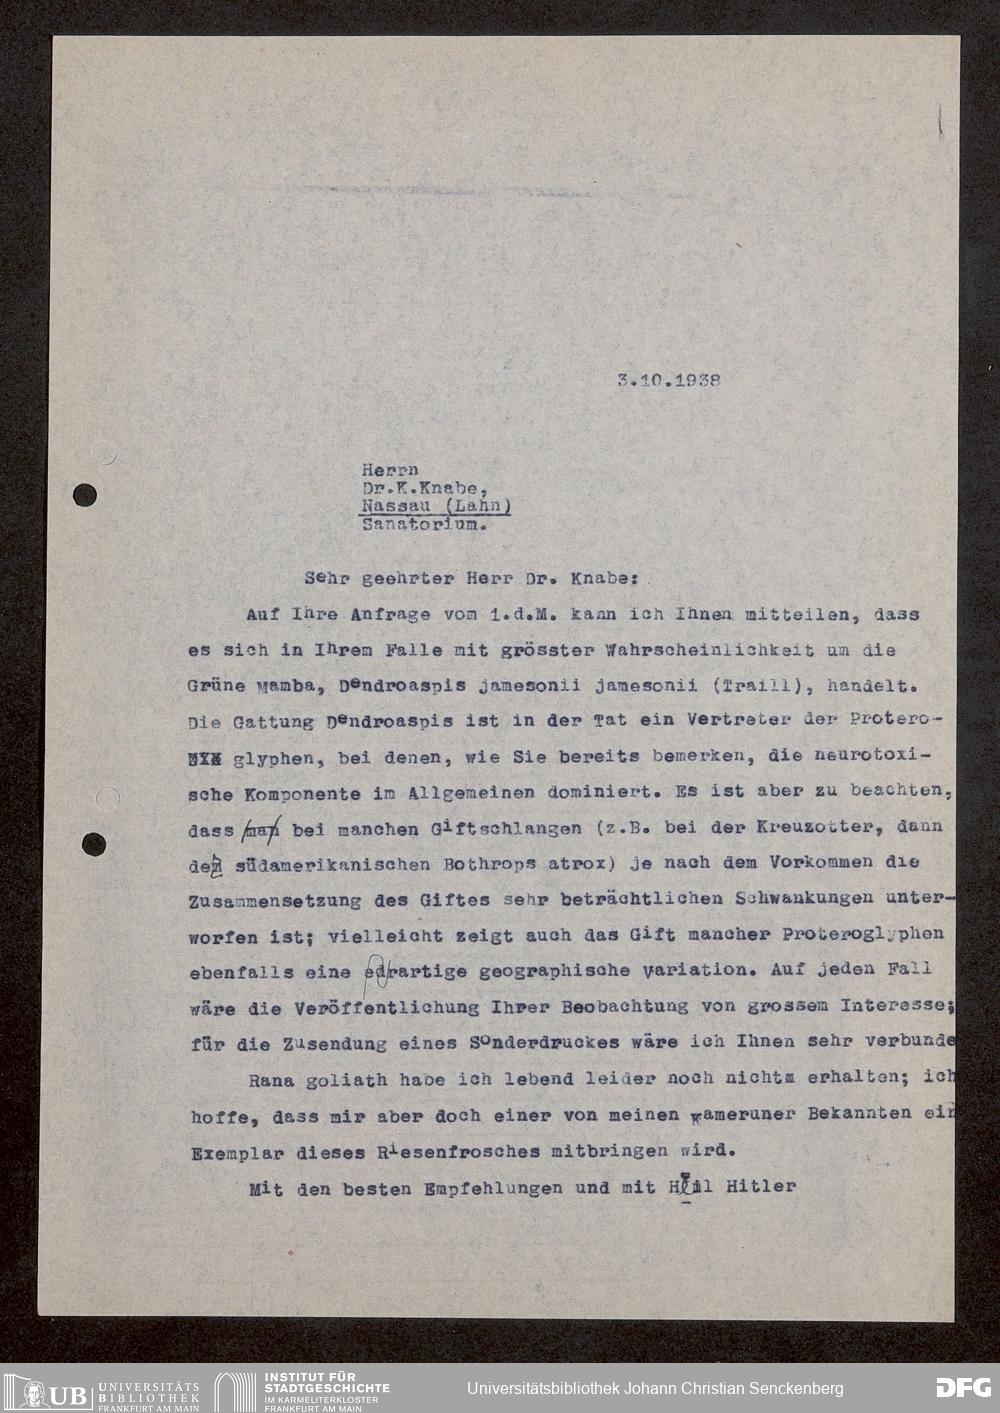 3.10.1938
Herrn
Dr.K.Knabe,
Nassau (Lahn)
Sanatorium.
Sehr geehrter Herr Dr. Knabe:
Auf Ihre Anfrage vom 1.d.M. kann ich Ihnen mitteilen, dass
es sich in Ihrem Falle mit grösster Wahrscheinlichkeit um die
Grüne Mamba, Dendroaspis jamesonii jamesonii (Traill), handelt.
Die Gattung Dendroaspis ist in der Tat ein Vertreter der Protero-
glyphen, bei denen, wie Sie bereits bemerken, die neurotoxi-
sche Komponente im Allgemeinen dominiert. Es ist aber zu beachten,
dass man bei manchen Giftschlangen (z.B. bei der Kreuzotter, dann
der südamerikanischen Bothrops atrox) je nach dem Vorkommen die
Zusammensetzung des Giftes sehr beträchtlichen Schwankungen unter-
worfen ist; vielleicht zeigt auch das Gift mancher Proteroglyphen
ebenfalls eine derartige geographische Variation. Auf jeden Fall
wäre die Veröffentlichung Ihrer Beobachtung von grossem Interesse;
für die Zusendung eines Sonderdruckes wäre ich Ihnen sehr verbunde
Rana goliath habe ich lebend leider noch nicht erhalten; ich
hoffe, dass mir aber doch einer von meinen Kameruner Bekannten ein
Exemplar dieses Riesenfrosches mitbringen wird.
Mit den besten Empfehlungen und mit Heil Hitler
UB UNIVERSITÄTS
BIBLIOTHEK
FRANKFURT AM MAIN
INSTITUT FÜR
STADTGESCHICHTE
IM KARMELITERKLOSTER
FRANKFURT AM MAIN
Universitätsbibliothek Johann Christian Senckenberg
DFG